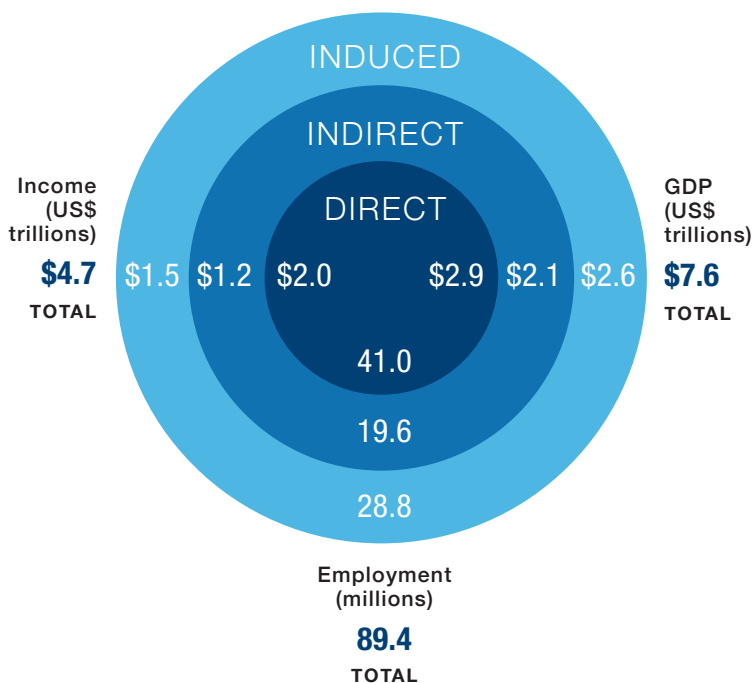 INDUCED
INDIRECT
DIRECT
Income
(US$
trillions)
$4.7
TOTAL
$1.5 $1.2 $2.0 $2.9 $2.1 $2.6
GDP
(US$
trillions)
$7.6
TOTAL
41.0
19.6
28.8
Employment
(millions)
89.4
TOTAL